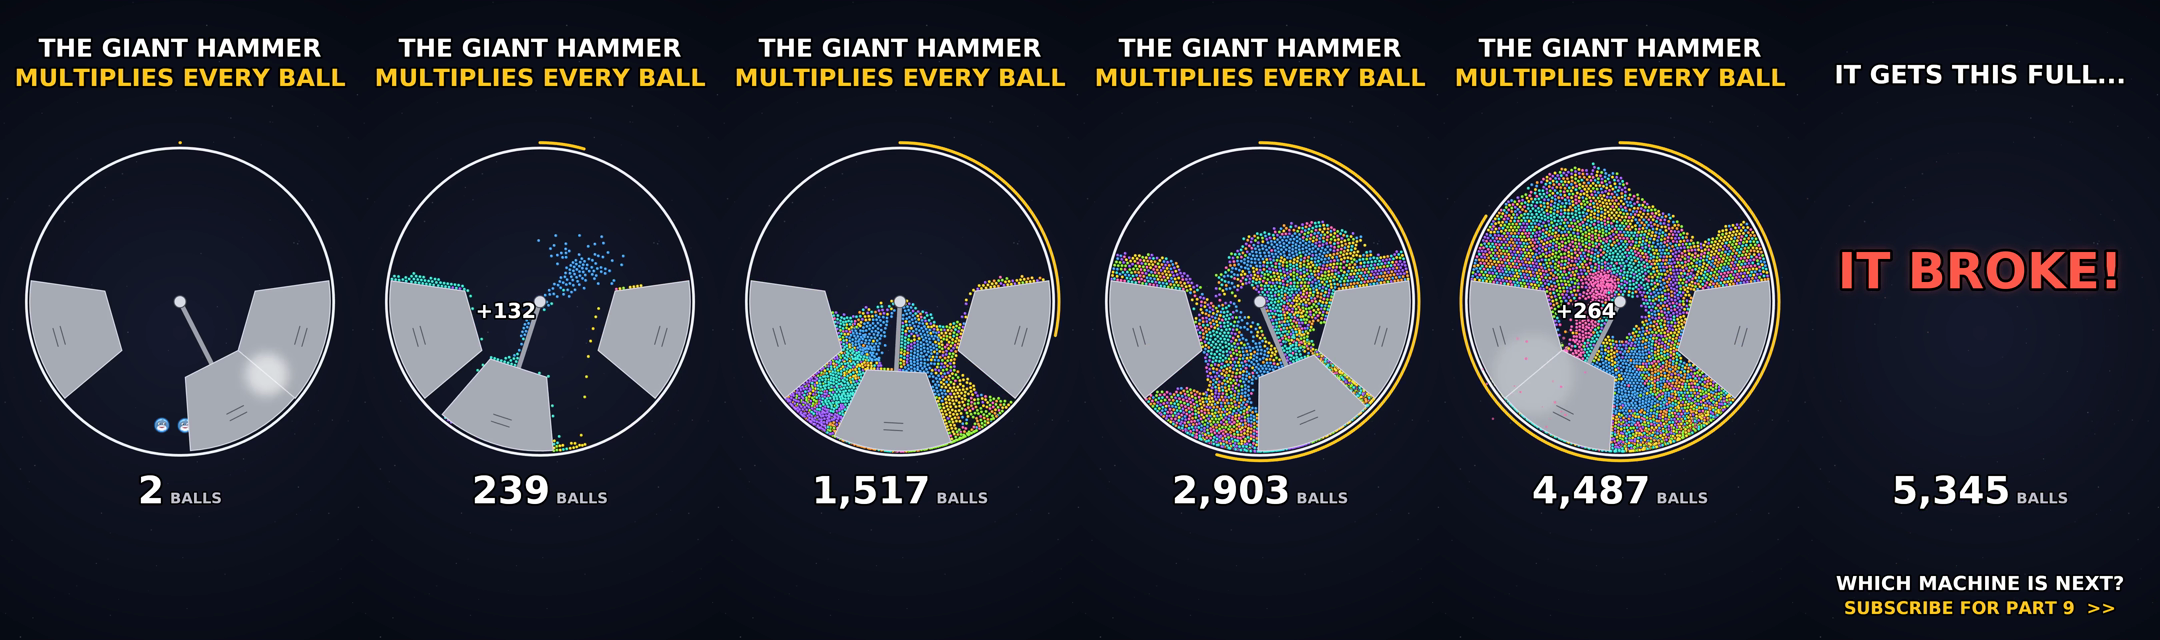 THE GIANT HAMMER
MULTIPLIES EVERY BALL
2 BALLS
THE GIANT HAMMER
MULTIPLIES EVERY BALL
+132
239 BALLS
THE GIANT HAMMER
MULTIPLIES EVERY BALL
1,517 BALLS
THE GIANT HAMMER
MULTIPLIES EVERY BALL
2,903 BALLS
THE GIANT HAMMER
MULTIPLIES EVERY BALL
+264
4,487 BALLS
IT GETS THIS FULL...
IT BROKE!
5,345 BALLS
WHICH MACHINE IS NEXT?
SUBSCRIBE FOR PART 9 >>